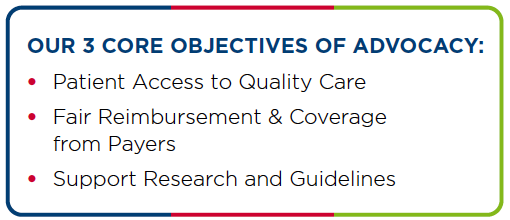 OUR 3 CORE OBJECTIVES OF ADVOCACY:
• Patient Access to Quality Care
• Fair Reimbursement & Coverage
from Payers
• Support Research and Guidelines